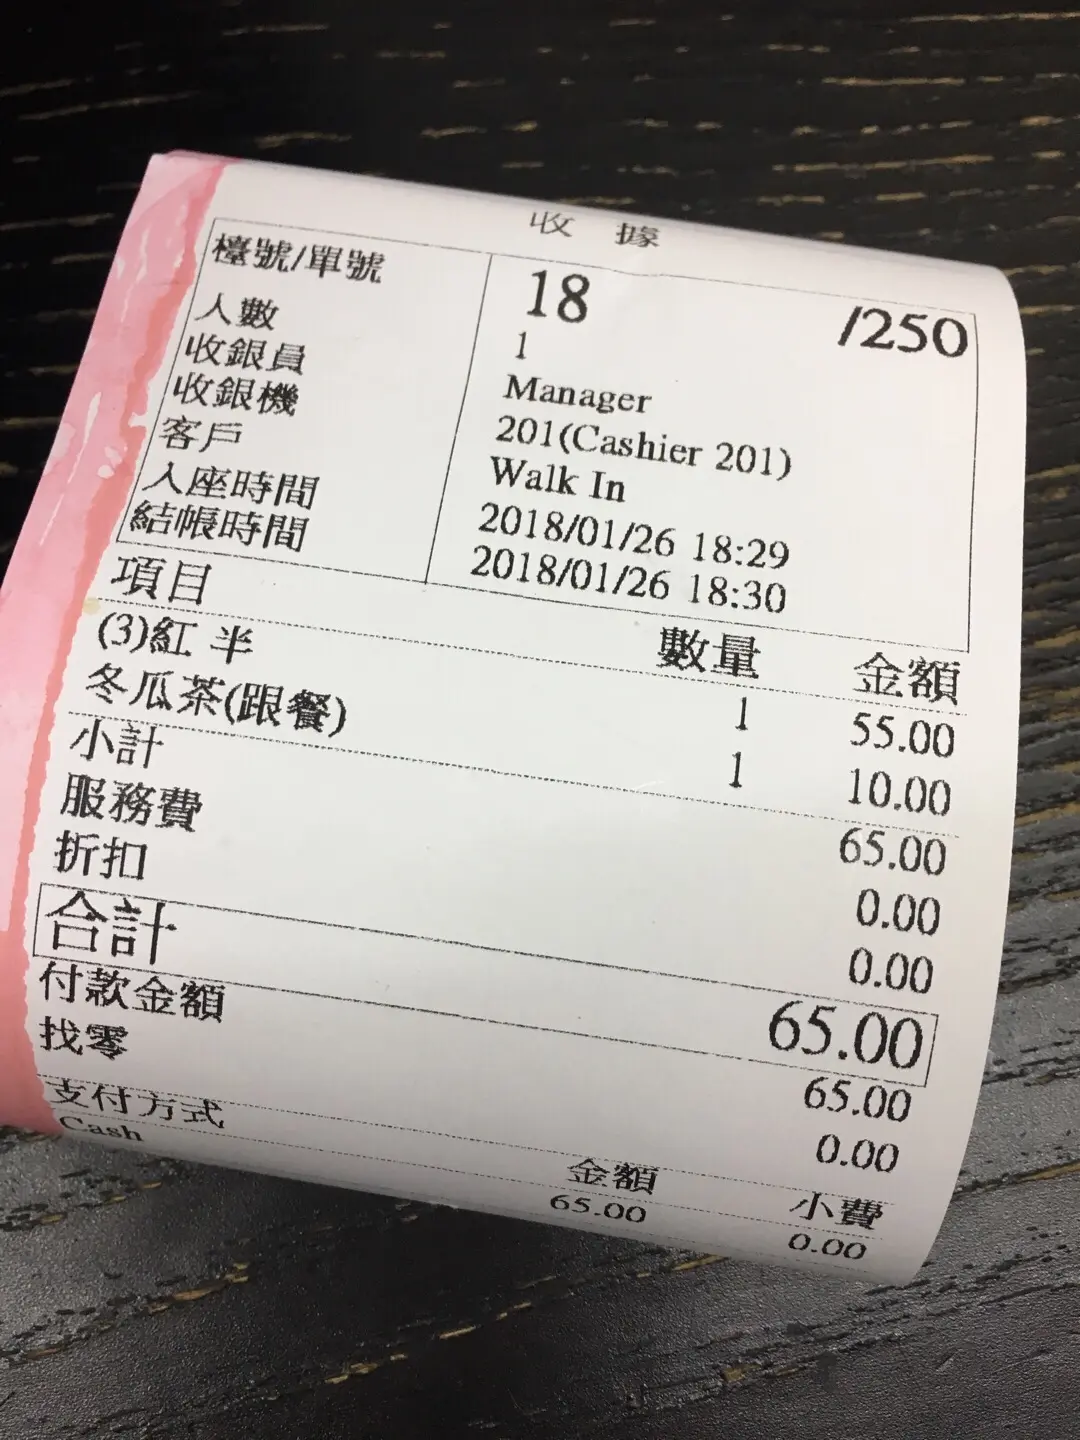 收 據
檯號/單號 18 /250
人數 1
收銀員 Manager
收銀機 201(Cashier 201)
客戶 Walk In
入座時間 2018/01/26 18:29
結帳時間 2018/01/26 18:30
項目 數量 金額
(3)紅 半 1 55.00
冬瓜茶(跟餐) 1 10.00
小計 65.00
服務費 0.00
折扣 0.00
合計 65.00
付款金額 65.00
找零 0.00
支付方式 金額 小費
Cash 65.00 0.00